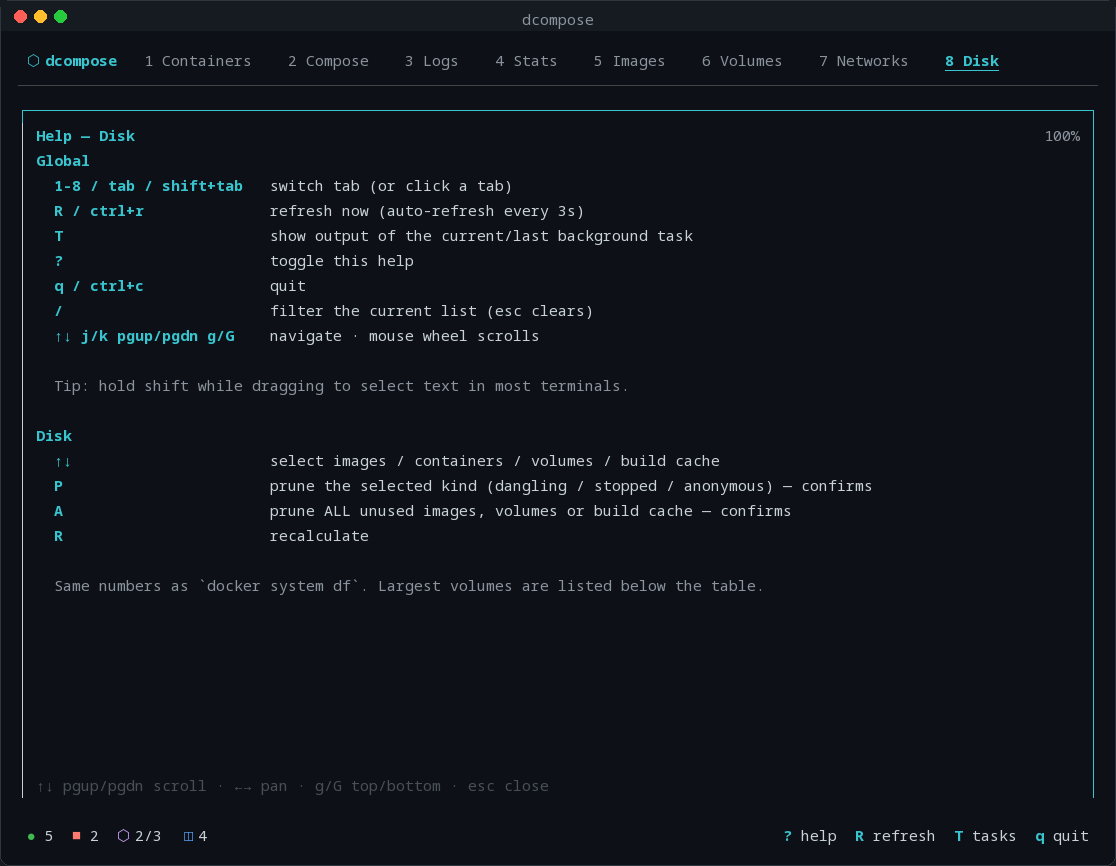 dcompose
⬡ dcompose 1 Containers 2 Compose 3 Logs 4 Stats 5 Images 6 Volumes 7 Networks 8 Disk
Help — Disk 100%
Global
1-8 / tab / shift+tab switch tab (or click a tab)
R / ctrl+r refresh now (auto-refresh every 3s)
T show output of the current/last background task
? toggle this help
q / ctrl+c quit
/ filter the current list (esc clears)
↑↓ j/k pgup/pgdn g/G navigate · mouse wheel scrolls
Tip: hold shift while dragging to select text in most terminals.
Disk
↑↓ select images / containers / volumes / build cache
P prune the selected kind (dangling / stopped / anonymous) — confirms
A prune ALL unused images, volumes or build cache — confirms
R recalculate
Same numbers as `docker system df`. Largest volumes are listed below the table.
↑↓ pgup/pgdn scroll · ←→ pan · g/G top/bottom · esc close
● 5 ■ 2 ⬡ 2/3 ◫ 4 ? help R refresh T tasks q quit